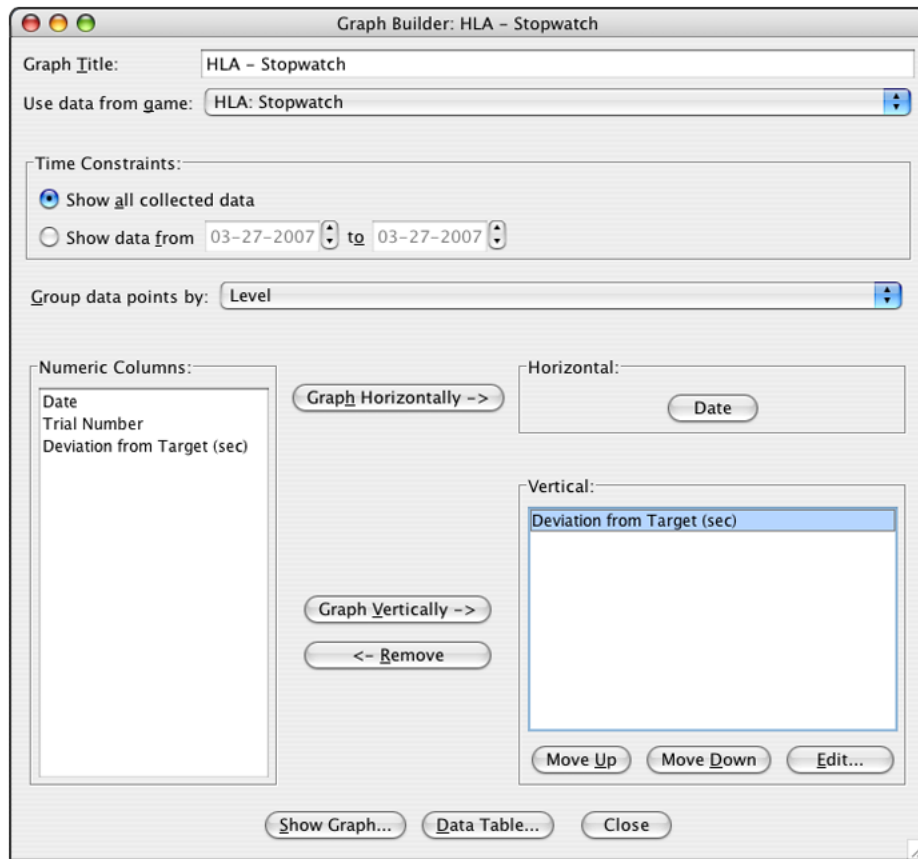 Graph Builder: HLA – Stopwatch
Graph Title: HLA – Stopwatch
Use data from game: HLA: Stopwatch
Time Constraints:
Show all collected data
Show data from 03-27-2007 to 03-27-2007
Group data points by: Level
Numeric Columns:
Date
Trial Number
Deviation from Target (sec)
Graph Horizontally ->
Horizontal:
Date
Vertical:
Deviation from Target (sec)
Graph Vertically ->
<- Remove
Move Up Move Down Edit...
Show Graph... Data Table... Close